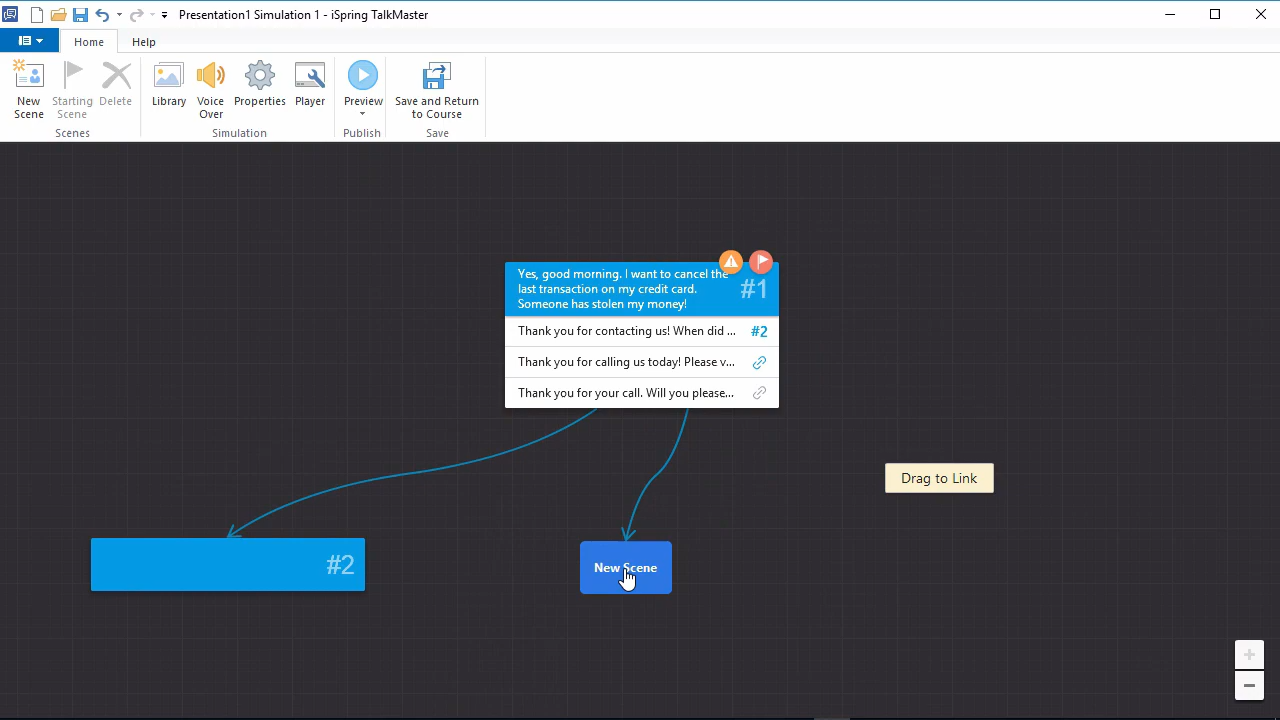 Presentation1 Simulation 1 - iSpring TalkMaster
Home
Help
New
Scene
Starting
Scene
Delete
Library
Voice
Over
Properties
Player
Preview
Save and Return
to Course
Scenes
Simulation
Publish
Save
Yes, good morning. I want to cancel the
last transaction on my credit card.
Someone has stolen my money!
#1
Thank you for contacting us! When did ...
#2
Thank you for calling us today! Please v...
Thank you for your call. Will you please...
Drag to Link
#2
New Scene